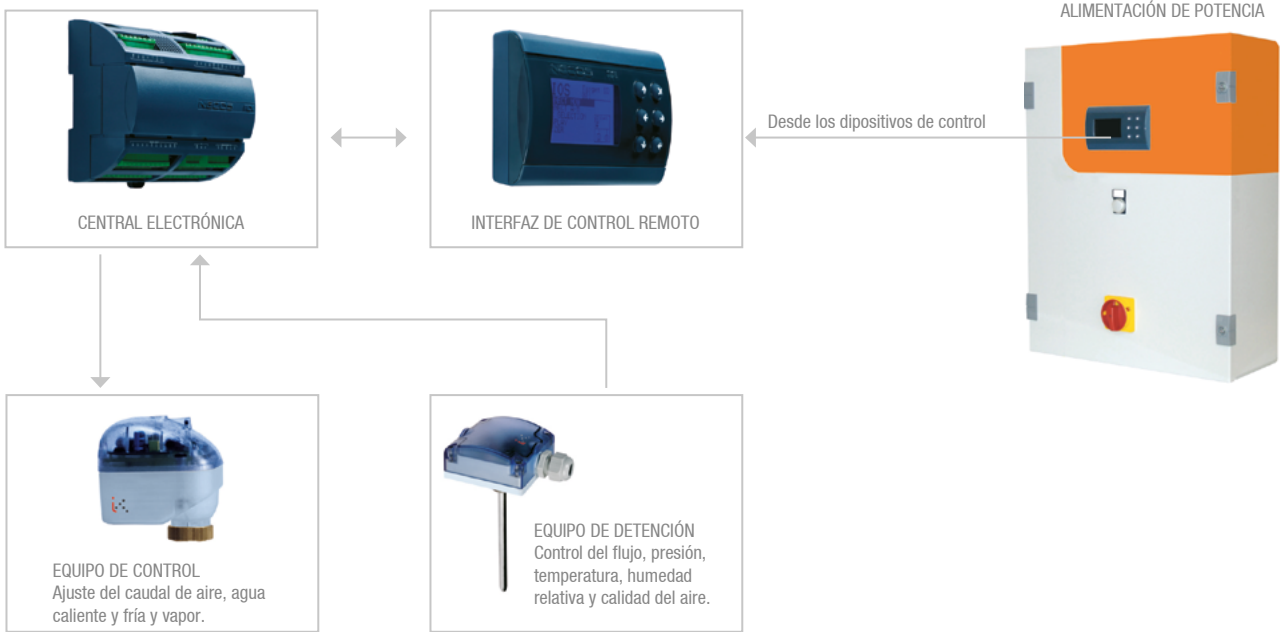 ALIMENTACIÓN DE POTENCIA
Desde los dipositivos de control
CENTRAL ELECTRÓNICA
INTERFAZ DE CONTROL REMOTO
EQUIPO DE CONTROL
Ajuste del caudal de aire, agua
caliente y fría y vapor.
EQUIPO DE DETENCIÓN
Control del flujo, presión,
temperatura, humedad
relativa y calidad del aire.